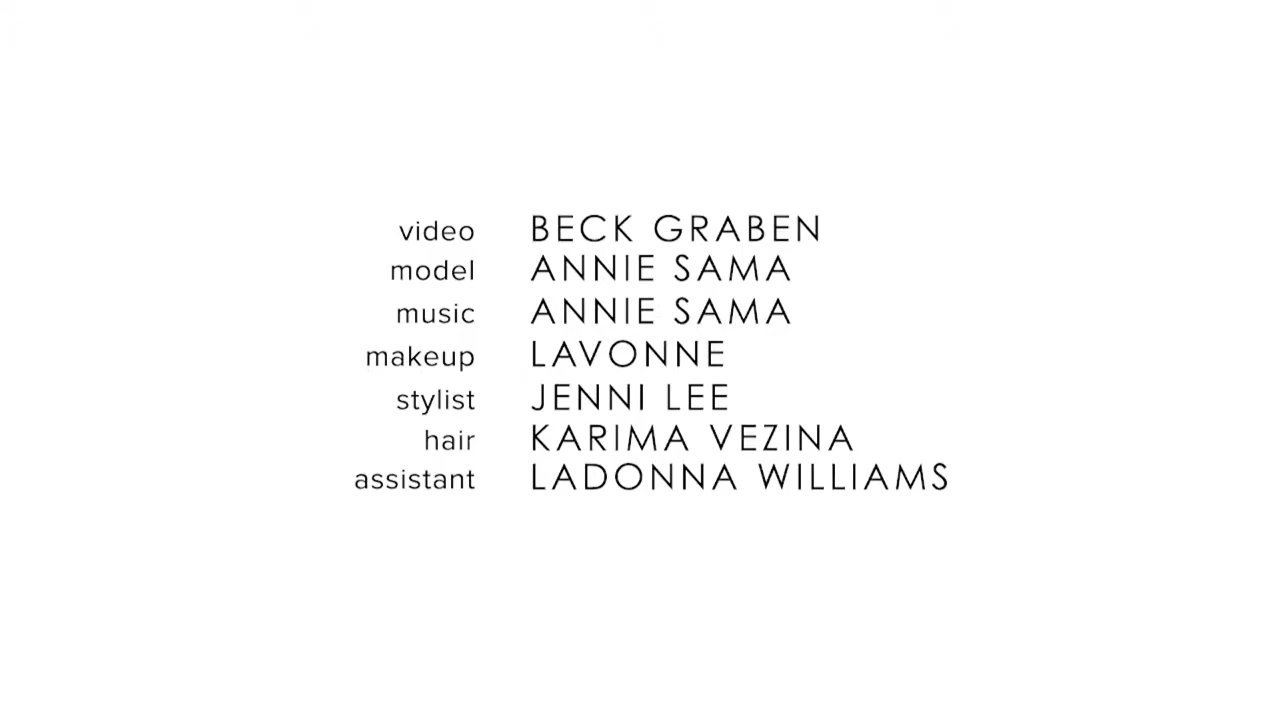 video BECK GRABEN
model ANNIE SAMA
music ANNIE SAMA
makeup LAVONNE
stylist JENNI LEE
hair KARIMA VEZINA
assistant LADONNA WILLIAMS